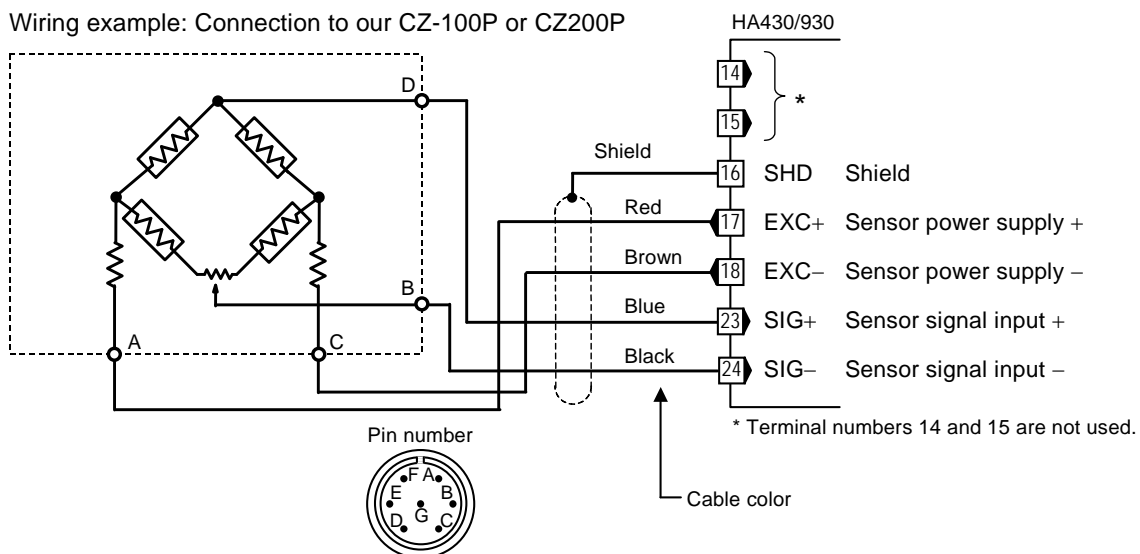 Wiring example: Connection to our CZ-100P or CZ200P
HA430/930
14
15
*
D
Shield
16 SHD Shield
Red
17 EXC+ Sensor power supply +
Brown
18 EXC− Sensor power supply −
B
Blue
23 SIG+ Sensor signal input +
A
C
Black
24 SIG− Sensor signal input −
* Terminal numbers 14 and 15 are not used.
Pin number
F A
E B
G
D C
Cable color